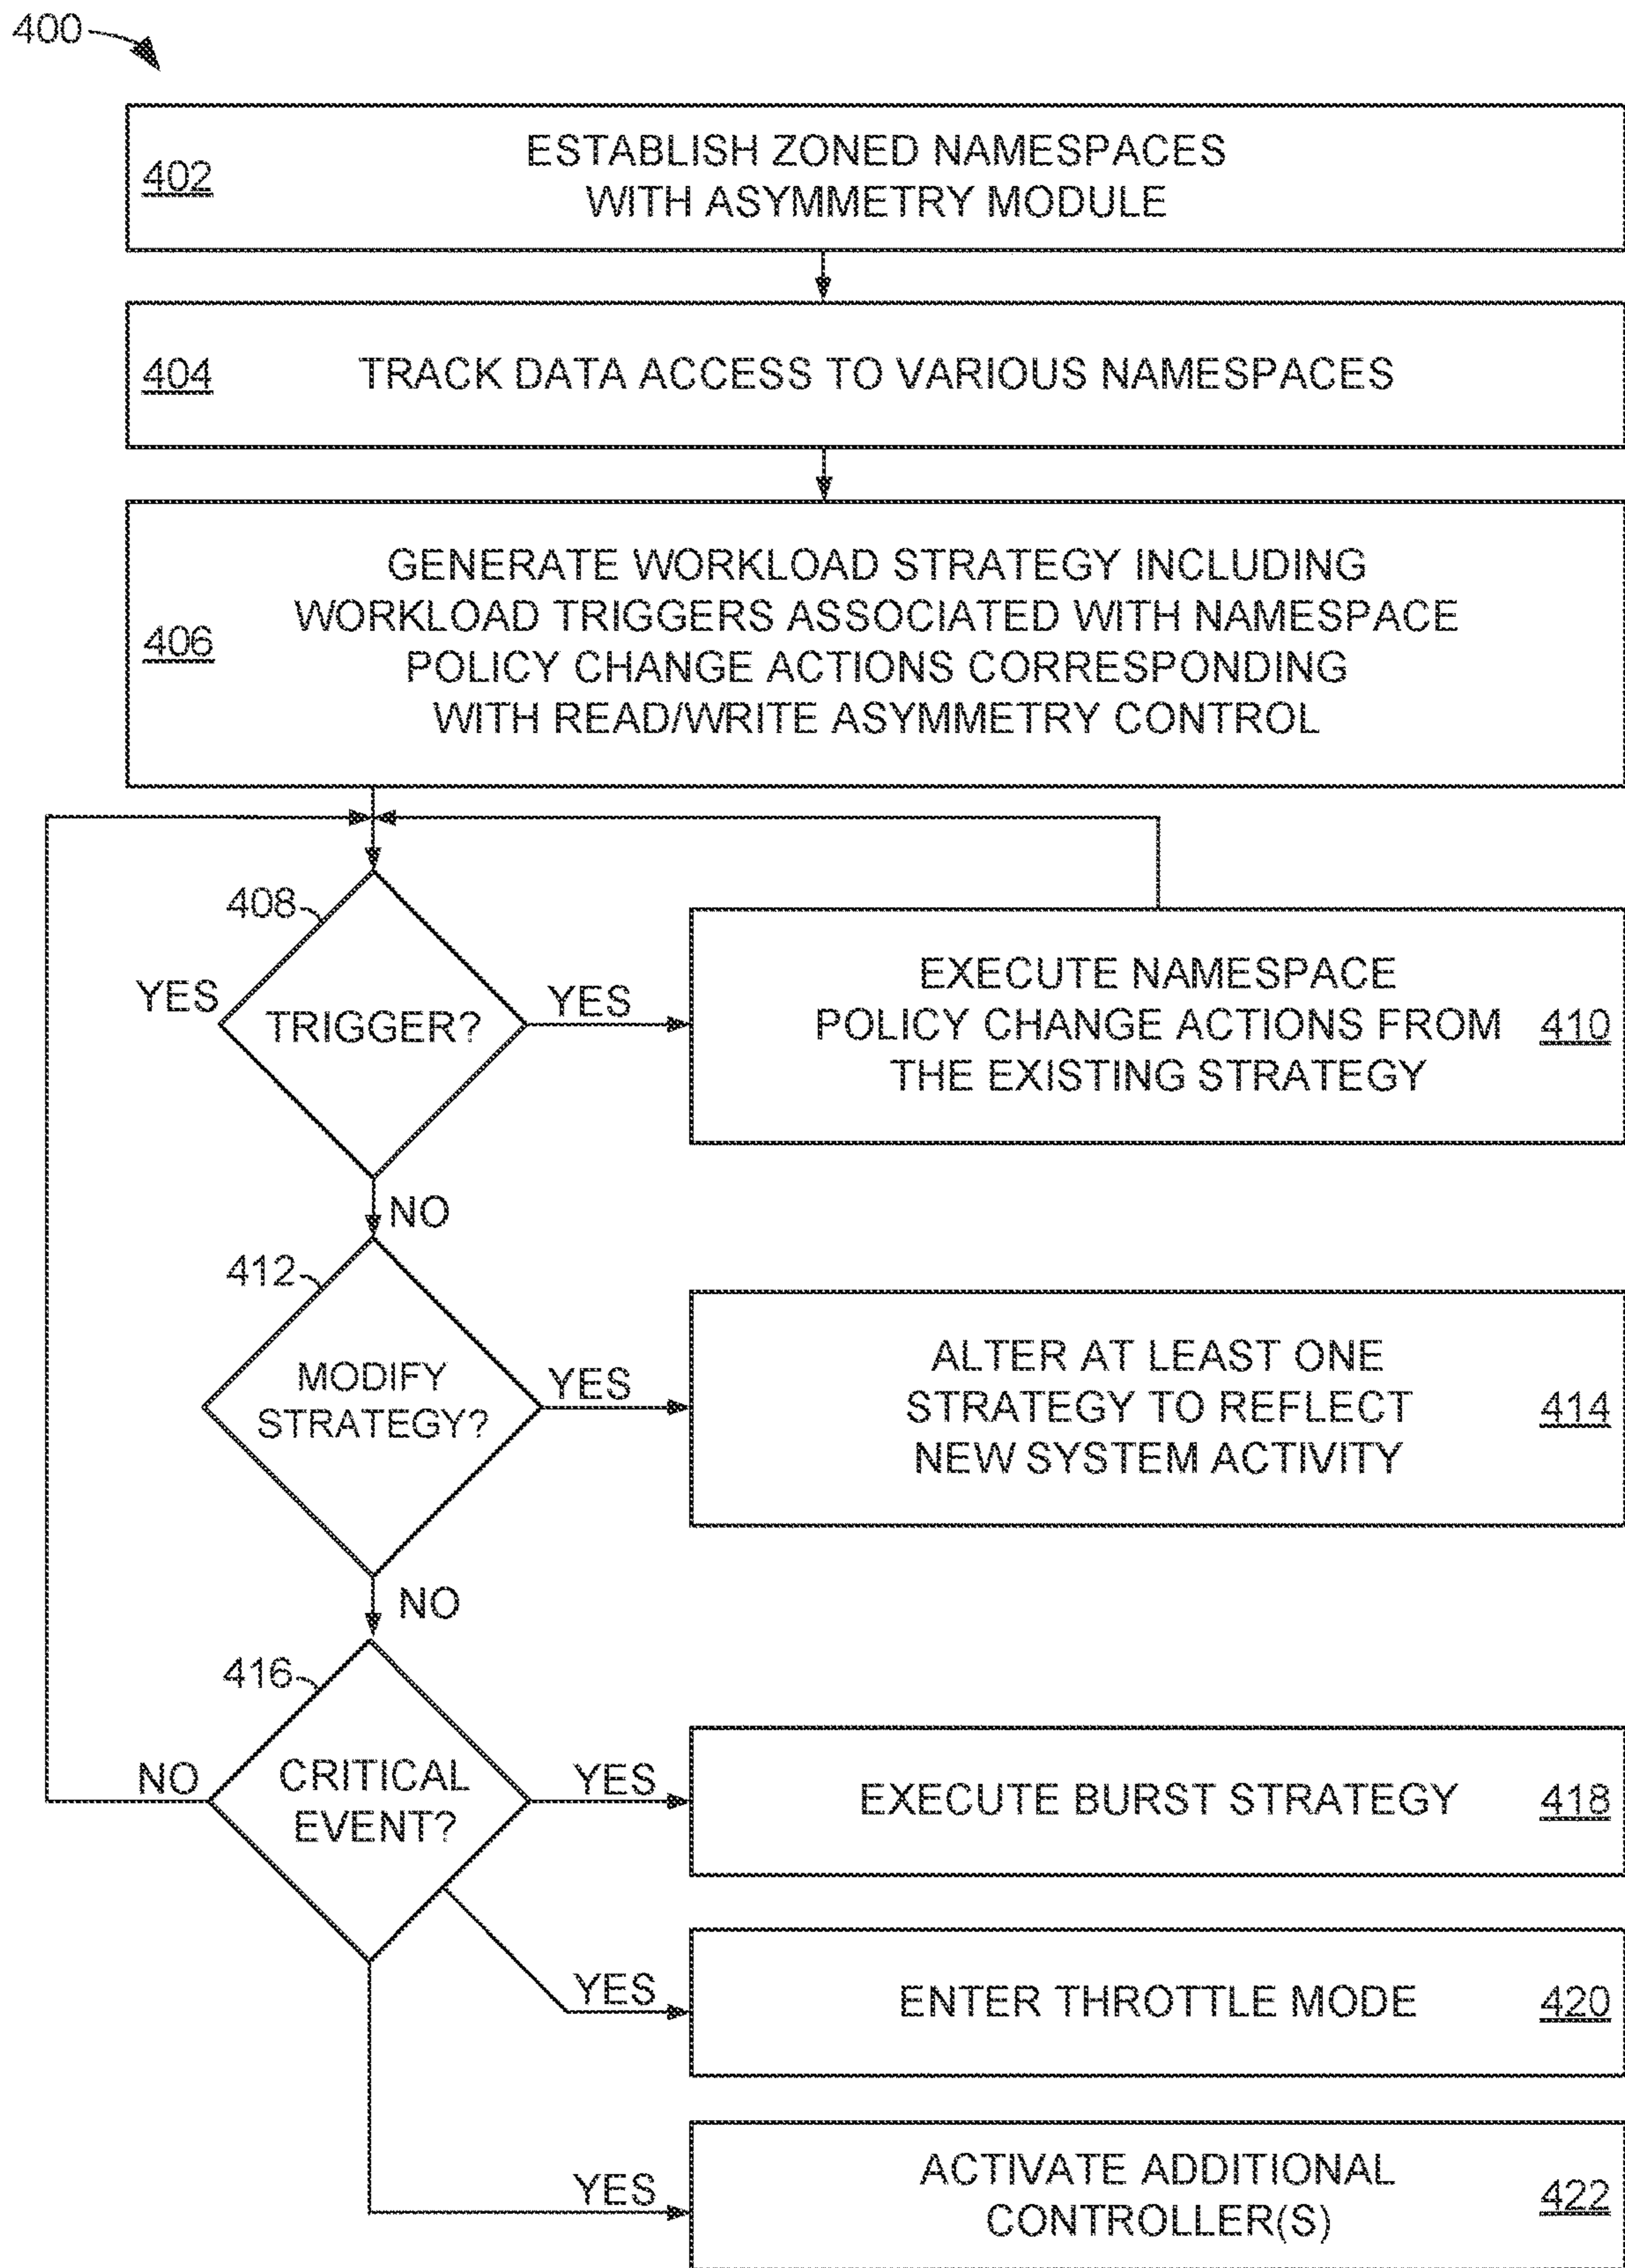 400
402
ESTABLISH ZONED NAMESPACES
WITH ASYMMETRY MODULE
404
TRACK DATA ACCESS TO VARIOUS NAMESPACES
406
GENERATE WORKLOAD STRATEGY INCLUDING
WORKLOAD TRIGGERS ASSOCIATED WITH NAMESPACE
POLICY CHANGE ACTIONS CORRESPONDING
WITH READ/WRITE ASYMMETRY CONTROL
408
YES
TRIGGER?
YES
EXECUTE NAMESPACE
POLICY CHANGE ACTIONS FROM
THE EXISTING STRATEGY
410
NO
412
MODIFY
STRATEGY?
YES
ALTER AT LEAST ONE
STRATEGY TO REFLECT
NEW SYSTEM ACTIVITY
414
NO
416
NO
CRITICAL
EVENT?
YES
EXECUTE BURST STRATEGY
418
YES
ENTER THROTTLE MODE
420
YES
ACTIVATE ADDITIONAL
CONTROLLER(S)
422